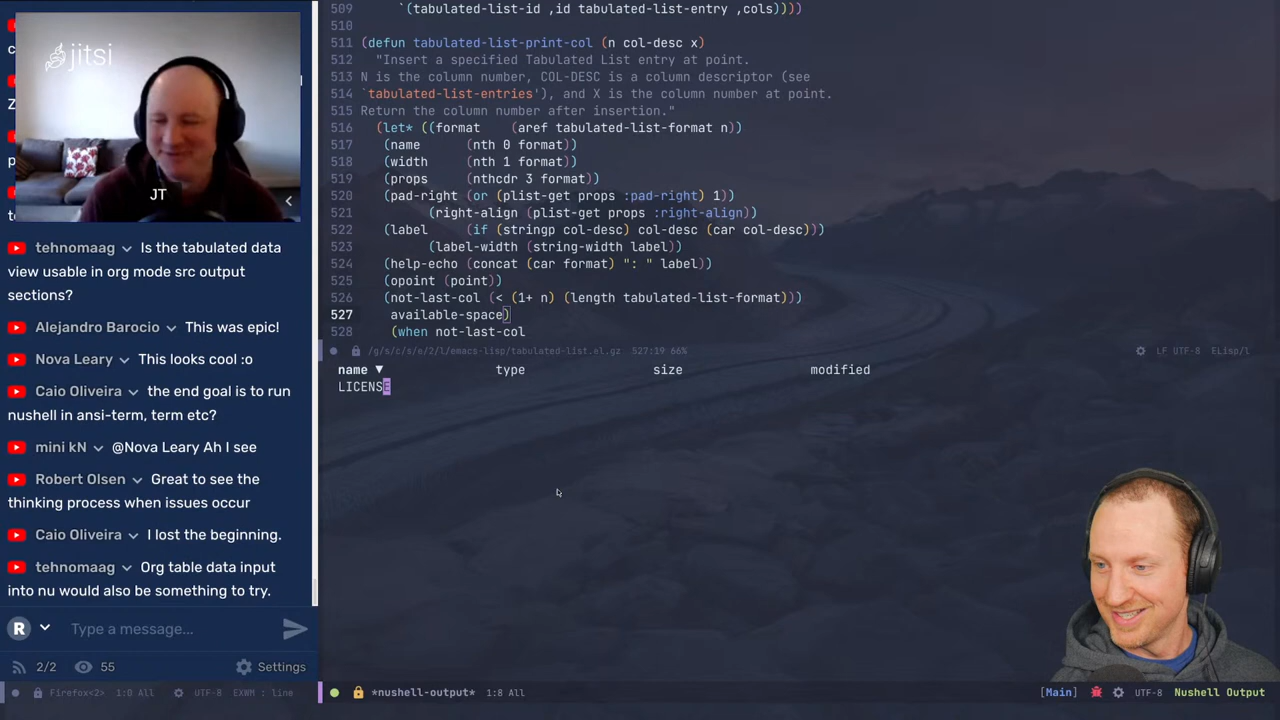 jitsi
JT
tehnomaag Is the tabulated data
view usable in org mode src output
sections?
Alejandro Barocio This was epic!
Nova Leary This looks cool :o
Caio Oliveira the end goal is to run
nushell in ansi-term, term etc?
mini kN @Nova Leary Ah I see
Robert Olsen Great to see the
thinking process when issues occur
Caio Oliveira I lost the beginning.
tehnomaag Org table data input
into nu would also be something to try.
R Type a message...
2/2 55 Settings
Firefox<2> 1:0 All UTF-8 EXWM : line
509 `(tabulated-list-id ,id tabulated-list-entry ,cols))))
510
511 (defun tabulated-list-print-col (n col-desc x)
512 "Insert a specified Tabulated List entry at point.
513 N is the column number, COL-DESC is a column descriptor (see
514 `tabulated-list-entries'), and X is the column number at point.
515 Return the column number after insertion."
516 (let* ((format (aref tabulated-list-format n))
517 (name (nth 0 format))
518 (width (nth 1 format))
519 (props (nthcdr 3 format))
520 (pad-right (or (plist-get props :pad-right) 1))
521 (right-align (plist-get props :right-align))
522 (label (if (stringp col-desc) col-desc (car col-desc)))
523 (label-width (string-width label))
524 (help-echo (concat (car format) ": " label))
525 (opoint (point))
526 (not-last-col (< (1+ n) (length tabulated-list-format)))
527 available-space)
528 (when not-last-col
/g/s/c/s/e/2/l/emacs-lisp/tabulated-list.el.gz 527:19 66% LF UTF-8 ELisp/l
name ▼ type size modified
LICENSE
*nushell-output* 1:8 All [Main] UTF-8 Nushell Output